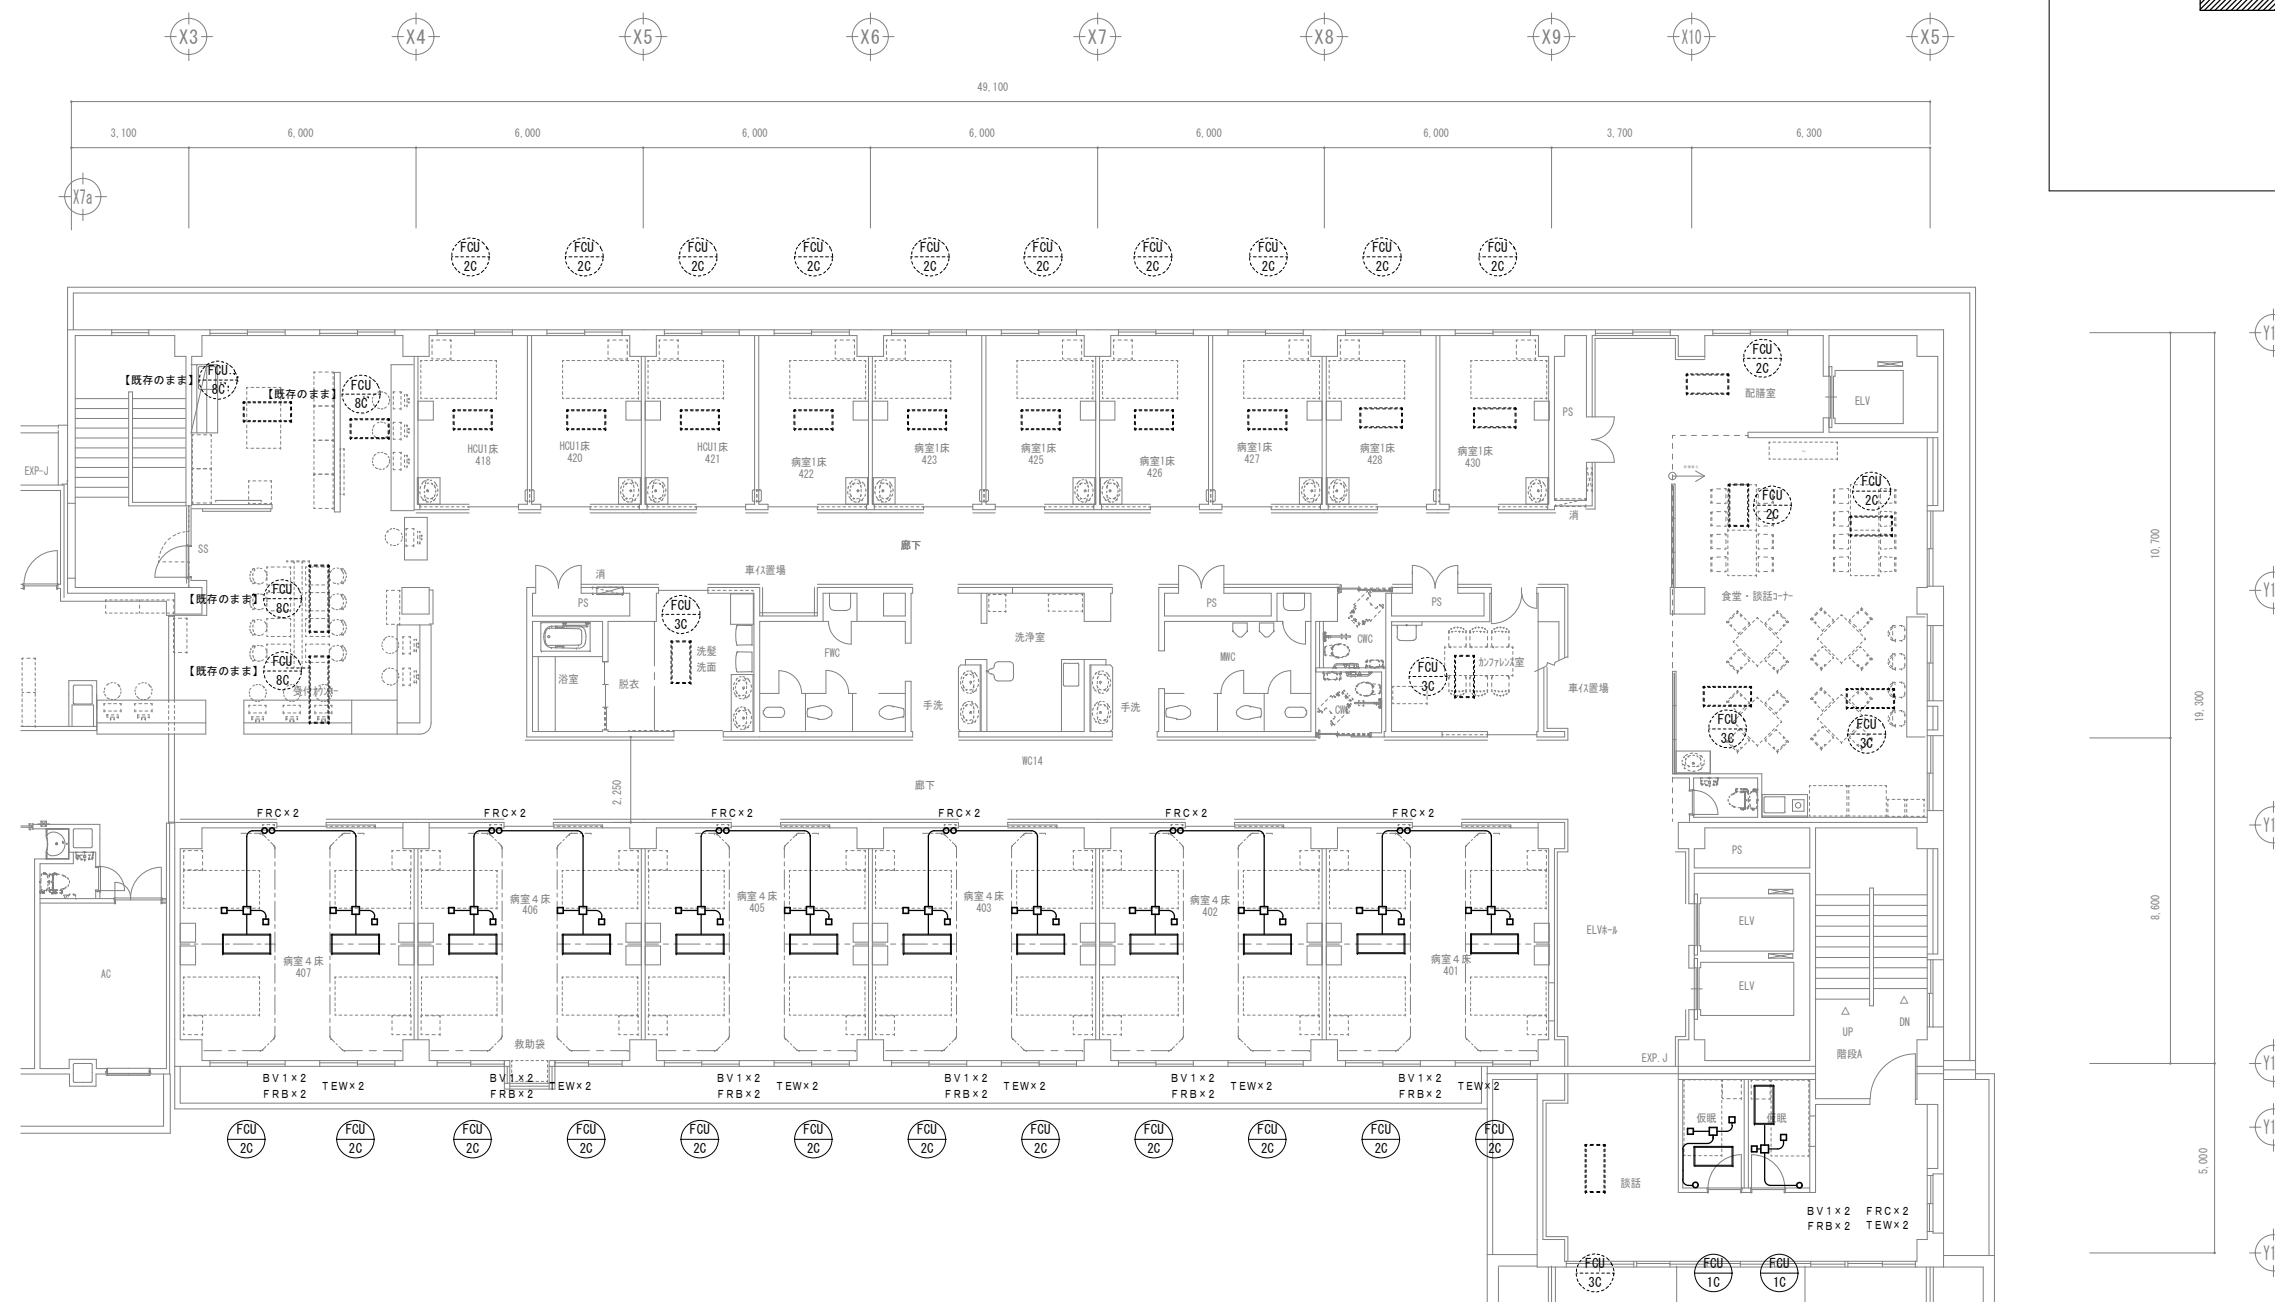 X3 X4 X5 X6 X7 X8 X9 X10 X5
49,100
3,100 6,000 6,000 6,000 6,000 6,000 6,000 3,700 6,300
X7a
FCU 2C
FCU 2C
FCU 2C
FCU 2C
FCU 2C
FCU 2C
FCU 2C
FCU 2C
FCU 2C
FCU 2C
【既存のまま】
FCU 8C
【既存のまま】
FCU 8C
HCU1床
418
HCU1床
420
HCU1床
421
病室1床
422
病室1床
423
病室1床
425
病室1床
426
病室1床
427
病室1床
428
病室1床
430
PS
FCU 2C
配膳室
ELV
EXP-J
FCU 2C
FCU 2C
消
SS
廊下
消
車イス置場
10,700
【既存のまま】
FCU 8C
PS
FCU 3C
PS
PS
食堂・談話コーナー
洗髪
洗面
FWC
洗浄室
MWC
CWC
カンファレンス室
FCU 3C
【既存のまま】
FCU 8C
受付カウンター
浴室
脱衣
手洗
手洗
CWC
車イス置場
19,300
FCU 3C
FCU 3C
WC14
2,250
廊下
FRC×2 FRC×2 FRC×2 FRC×2 FRC×2 FRC×2
PS
病室4床
406
病室4床
405
病室4床
403
病室4床
402
8,600
ELV
ELVホール
病室4床
407
病室4床
401
AC
ELV
UP
DN
救助袋
階段A
EXP.J
BV1×2 BV1×2 BV1×2 BV1×2 BV1×2 BV1×2
TEW×2 TEW×2 TEW×2 TEW×2 TEW×2
FRB×2 FRB×2 FRB×2 FRB×2 FRB×2 FRB×2
FCU 2C
FCU 2C
FCU 2C
FCU 2C
FCU 2C
FCU 2C
FCU 2C
FCU 2C
FCU 2C
FCU 2C
FCU 2C
FCU 2C
仮眠
仮眠
5,000
談話
BV1×2 FRC×2
FRB×2 TEW×2
FCU 3C
FCU 1C
FCU 1C